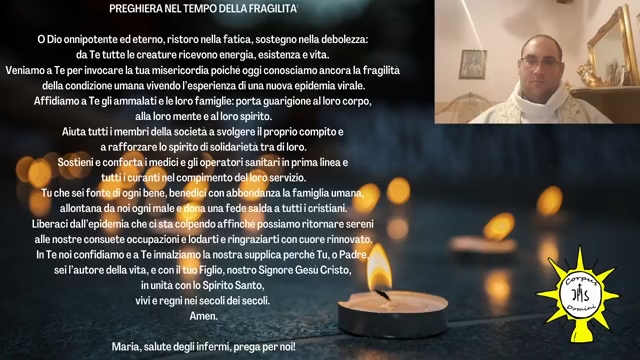 PREGHIERA NEL TEMPO DELLA FRAGILITA'
O Dio onnipotente ed eterno, ristoro nella fatica, sostegno nella debolezza:
da Te tutte le creature ricevono energia, esistenza e vita.
Veniamo a Te per invocare la tua misericordia poiché oggi conosciamo ancora la fragilità
della condizione umana vivendo l'esperienza di una nuova epidemia virale.
Affidiamo a Te gli ammalati e le loro famiglie: porta guarigione al loro corpo,
alla loro mente e al loro spirito.
Aiuta tutti i membri della società a svolgere il proprio compito e
a rafforzare lo spirito di solidarietà tra di loro.
Sostieni e conforta i medici e gli operatori sanitari in prima linea e
tutti i curanti nel compimento del loro servizio.
Tu che sei fonte di ogni bene, benedici con abbondanza la famiglia umana,
allontana da noi ogni male e dona una fede salda a tutti i cristiani.
Liberaci dall'epidemia che ci sta colpendo affinché possiamo ritornare sereni
alle nostre consuete occupazioni e lodarti e ringraziarti con cuore rinnovato.
In Te noi confidiamo e a Te innalziamo la nostra supplica perché Tu, o Padre,
sei l'autore della vita, e con il tuo Figlio, nostro Signore Gesù Cristo,
in unità con lo Spirito Santo,
vivi e regni nei secoli dei secoli.
Amen.
Maria, salute degli infermi, prega per noi!
Corpus
JHS
Domini